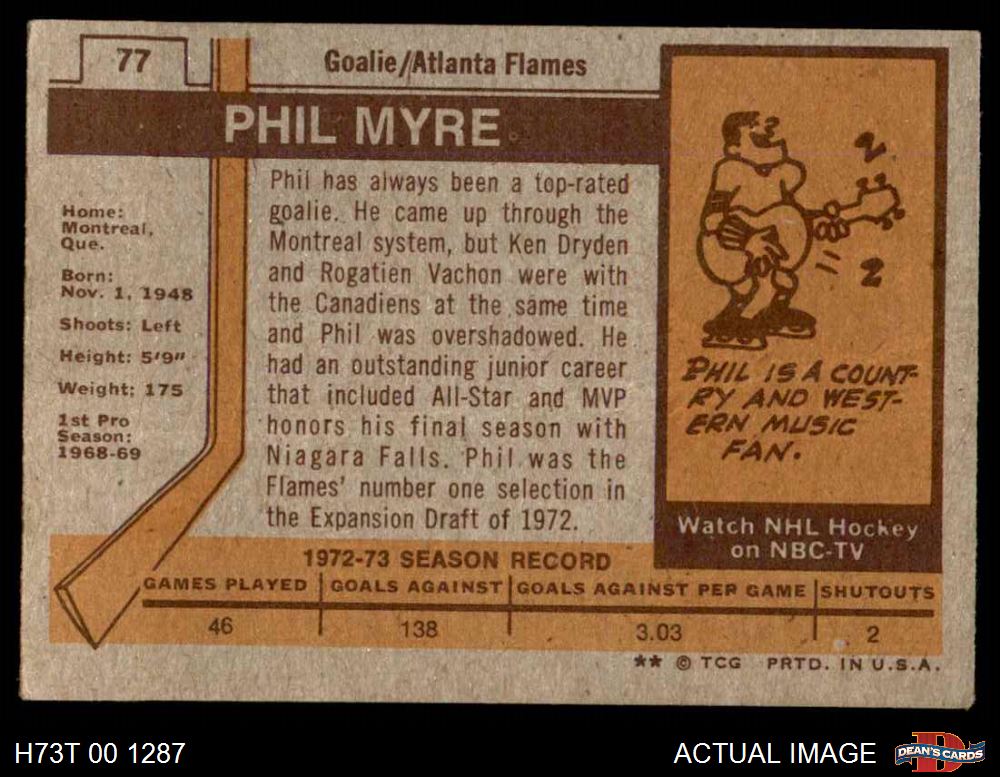 77
Goalie/Atlanta Flames
PHIL MYRE
Home:
Montreal,
Que.
Born:
Nov. 1, 1948
Shoots: Left
Height: 5'9"
Weight: 175
1st Pro
Season:
1968-69
Phil has always been a top-rated
goalie. He came up through the
Montreal system, but Ken Dryden
and Rogatien Vachon were with
the Canadiens at the same time
and Phil was overshadowed. He
had an outstanding junior career
that included All-Star and MVP
honors his final season with
Niagara Falls. Phil was the
Flames' number one selection in
the Expansion Draft of 1972.
PHIL IS A COUNT-
RY AND WEST-
ERN MUSIC
FAN.
Watch NHL Hockey
on NBC-TV
1972-73 SEASON RECORD
GAMES PLAYED GOALS AGAINST GOALS AGAINST PER GAME SHUTOUTS
46 138 3.03 2
** © TCG PRTD. IN U.S.A.
H73T 00 1287
ACTUAL IMAGE
DEAN'S CARDS